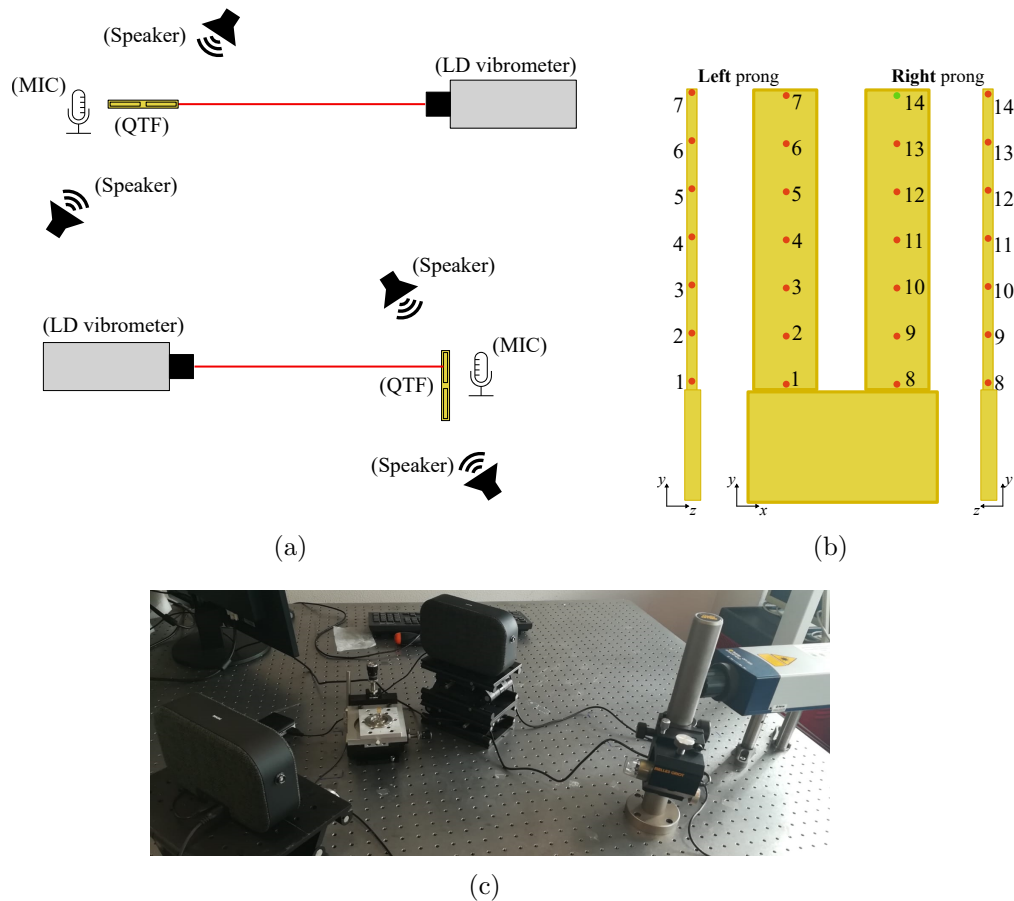 (Speaker)
(LD vibrometer)
(MIC)
(QTF)
(Speaker)
(Speaker)
(LD vibrometer)
(MIC)
(QTF)
(Speaker)
(a)
Left prong Right prong
7 7 14 14
6 6 13 13
5 5 12 12
4 4 11 11
3 3 10 10
2 2 9 9
1 1 8 8
y y y
z x z
(b)
(c)